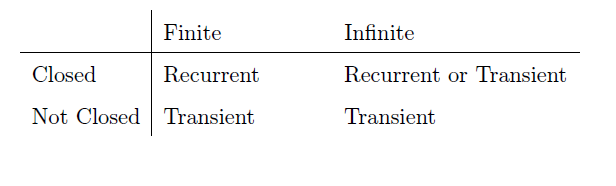 Finite Infinite
Closed Recurrent Recurrent or Transient
Not Closed Transient Transient